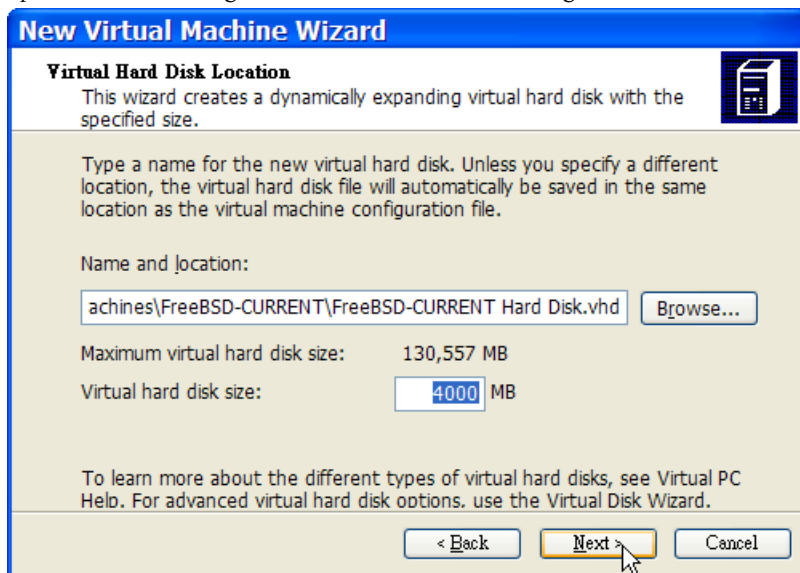 New Virtual Machine Wizard
Virtual Hard Disk Location
This wizard creates a dynamically expanding virtual hard disk with the
specified size.
Type a name for the new virtual hard disk. Unless you specify a different
location, the virtual hard disk file will automatically be saved in the same
location as the virtual machine configuration file.
Name and location:
achines\FreeBSD-CURRENT\FreeBSD-CURRENT Hard Disk.vhd Browse...
Maximum virtual hard disk size: 130,557 MB
Virtual hard disk size: 4000 MB
To learn more about the different types of virtual hard disks, see Virtual PC
Help. For advanced virtual hard disk options, use the Virtual Disk Wizard.
< Back Next > Cancel